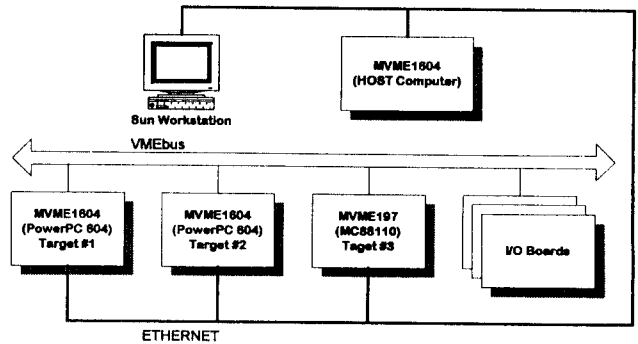 MVME1604
(HOST Computer)
Sun Workstation
VMEbus
MVME1604
(PowerPC 604)
Target #1
MVME1604
(PowerPC 604)
Target #2
MVME197
(MC88110)
Taget #3
I/O Boards
ETHERNET